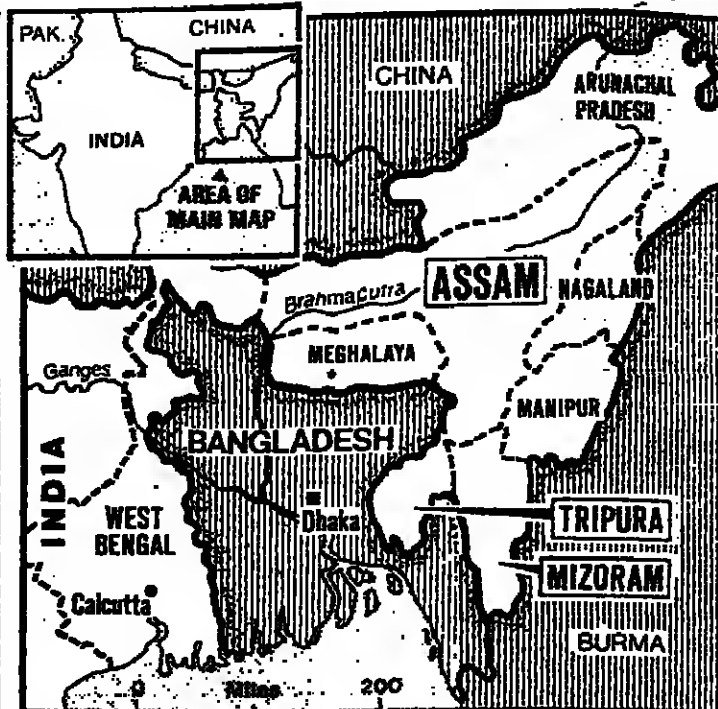 PAK.
CHINA
INDIA
AREA OF
MAIN MAP
CHINA
ARUNACHAL
PRADESH
Brahmaputra
ASSAM
NAGALAND
MEGHALAYA
Ganges
MANIPUR
BANGLADESH
INDIA
WEST
BENGAL
Dhaka
TRIPURA
MIZORAM
Calcutta
BURMA
0 Miles 200